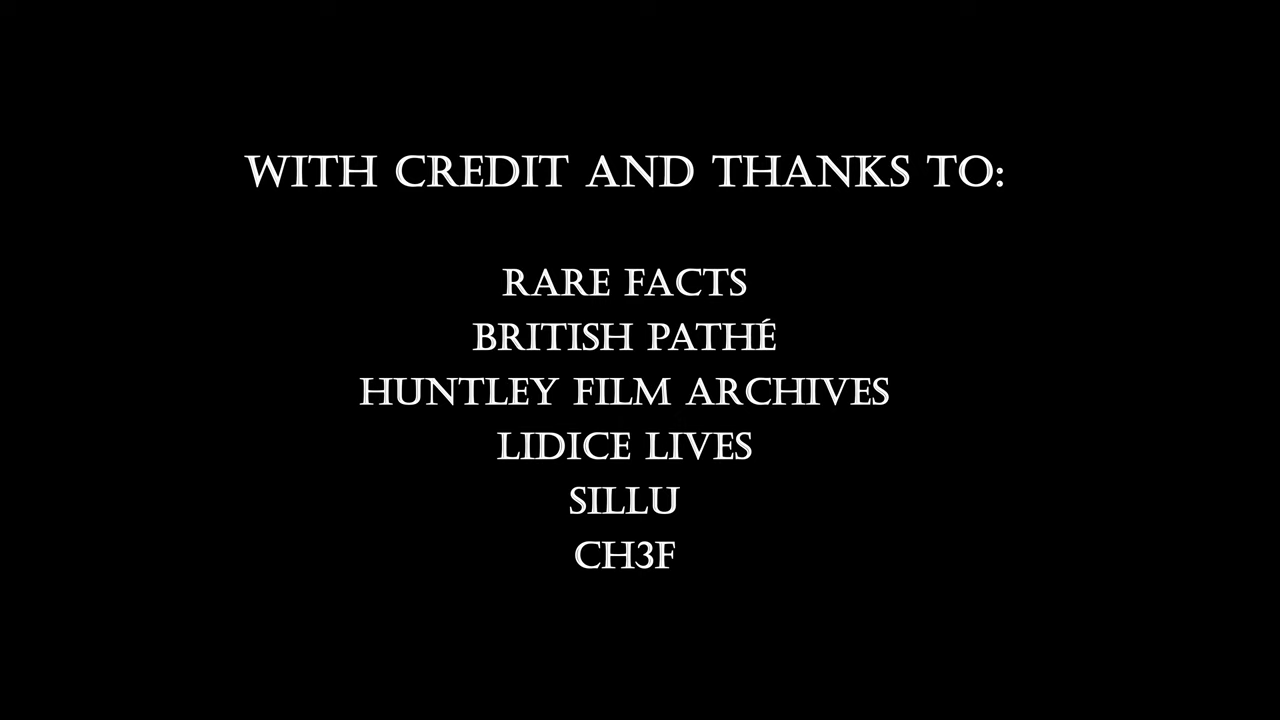 WITH CREDIT AND THANKS TO:
RARE FACTS
BRITISH PATHÉ
HUNTLEY FILM ARCHIVES
LIDICE LIVES
SILLU
CH3F